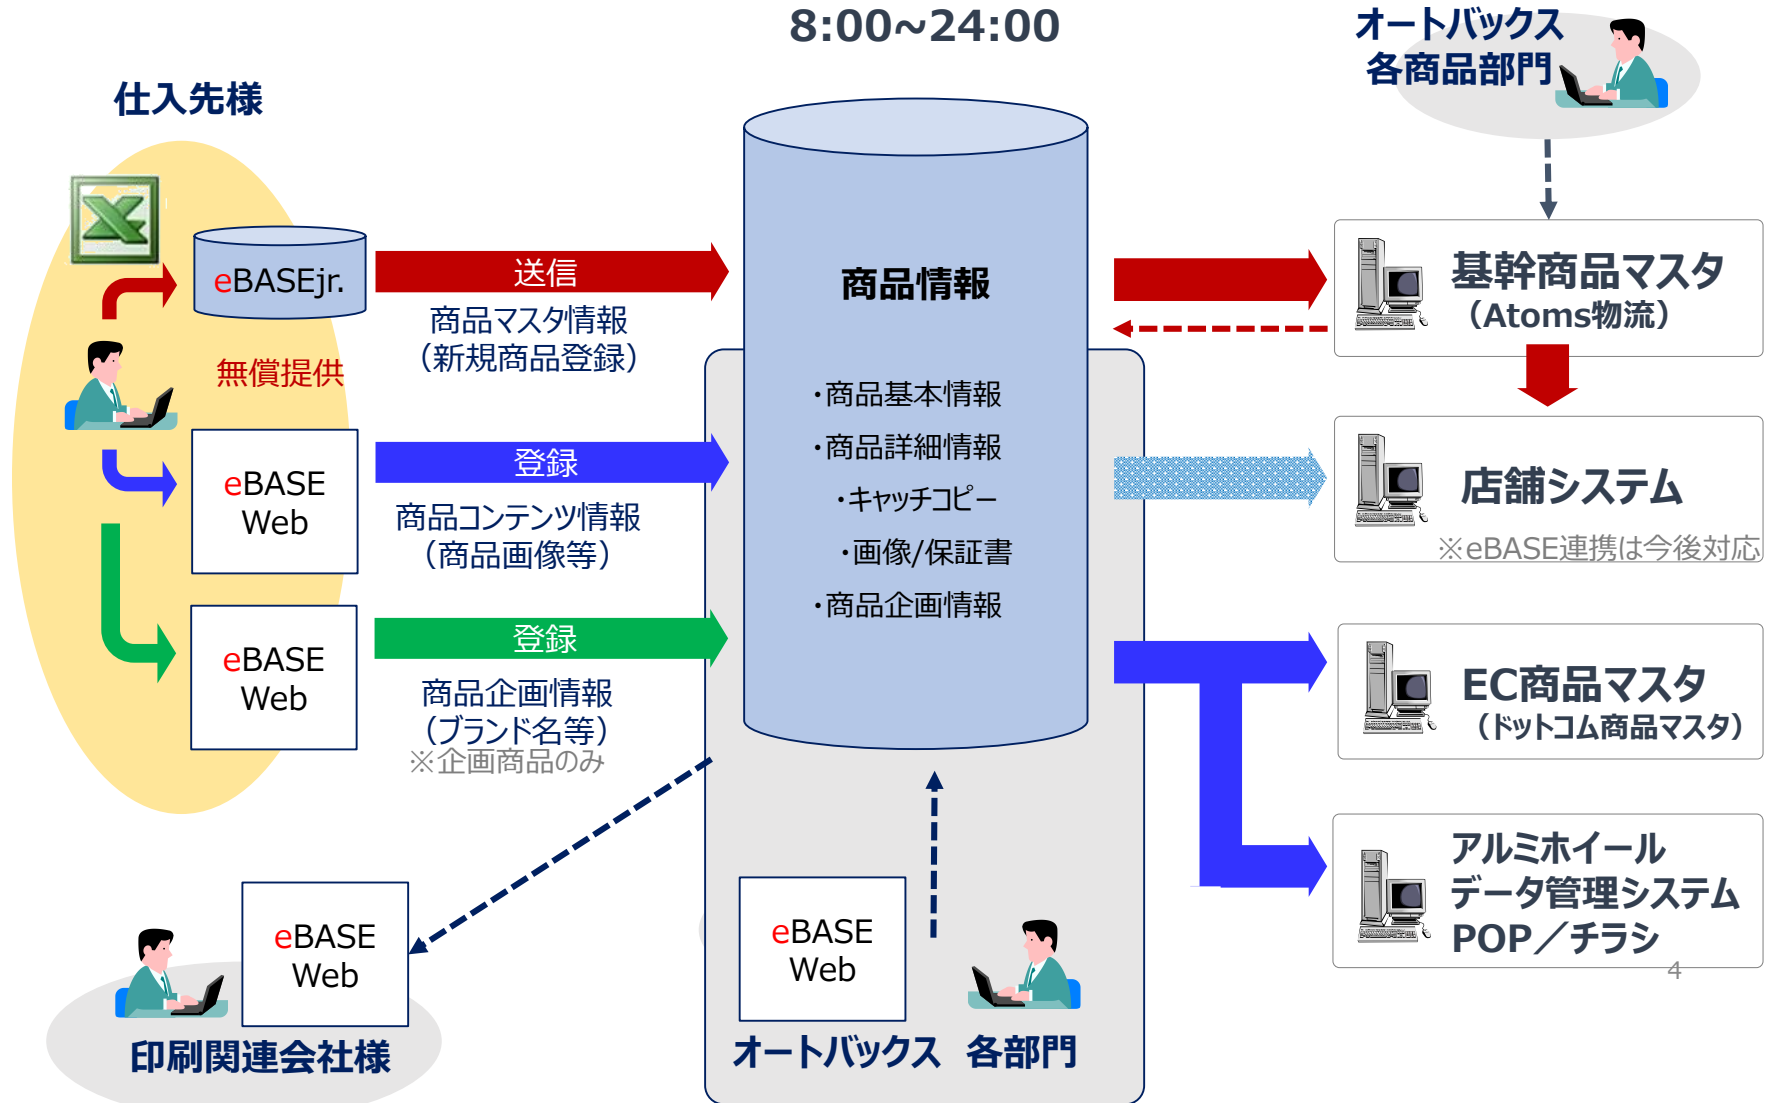 8:00~24:00
オートバックス
各商品部門
仕入先様
eBASEjr.
送信
商品マスタ情報
（新規商品登録）
無償提供
eBASE
Web
登録
商品コンテンツ情報
（商品画像等）
eBASE
Web
登録
商品企画情報
（ブランド名等）
※企画商品のみ
商品情報
・商品基本情報
・商品詳細情報
・キャッチコピー
・画像/保証書
・商品企画情報
基幹商品マスタ
（Atoms物流）
店舗システム
※eBASE連携は今後対応
EC商品マスタ
（ドットコム商品マスタ）
アルミホイール
データ管理システム
POP／チラシ
4
eBASE
Web
印刷関連会社様
eBASE
Web
オートバックス 各部門